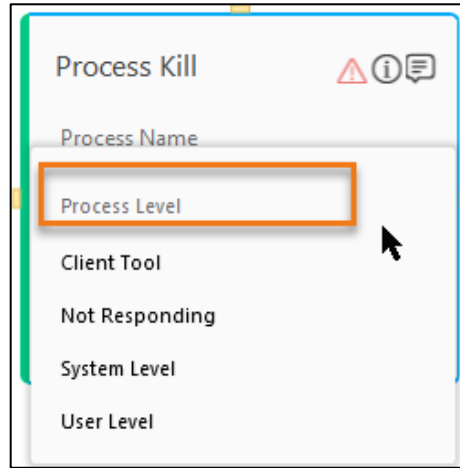 Process Kill
Process Name
Process Level
Client Tool
Not Responding
System Level
User Level